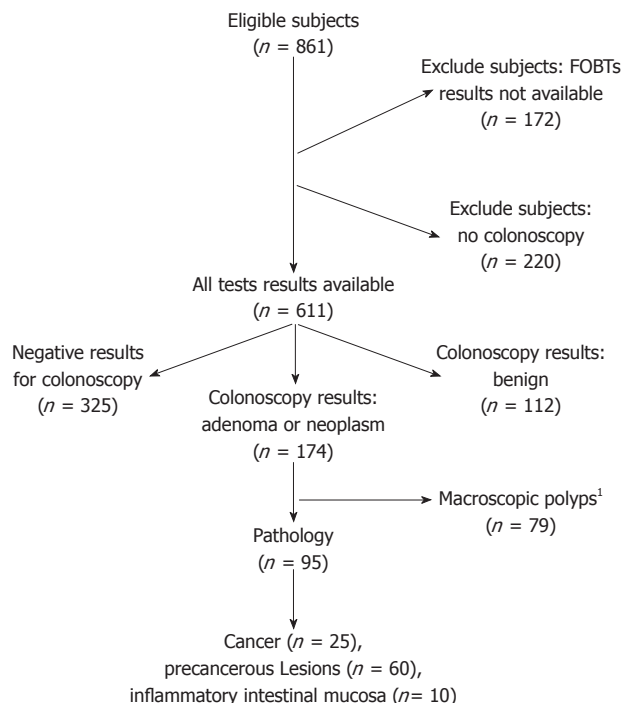 Eligible subjects
(n = 861)
Exclude subjects: FOBTs
results not available
(n = 172)
Exclude subjects:
no colonoscopy
(n = 220)
All tests results available
(n = 611)
Negative results
for colonoscopy
(n = 325)
Colonoscopy results:
adenoma or neoplasm
(n = 174)
Colonoscopy results:
benign
(n = 112)
Macroscopic polyps¹
(n = 79)
Pathology
(n = 95)
Cancer (n = 25),
precancerous Lesions (n = 60),
inflammatory intestinal mucosa (n= 10)